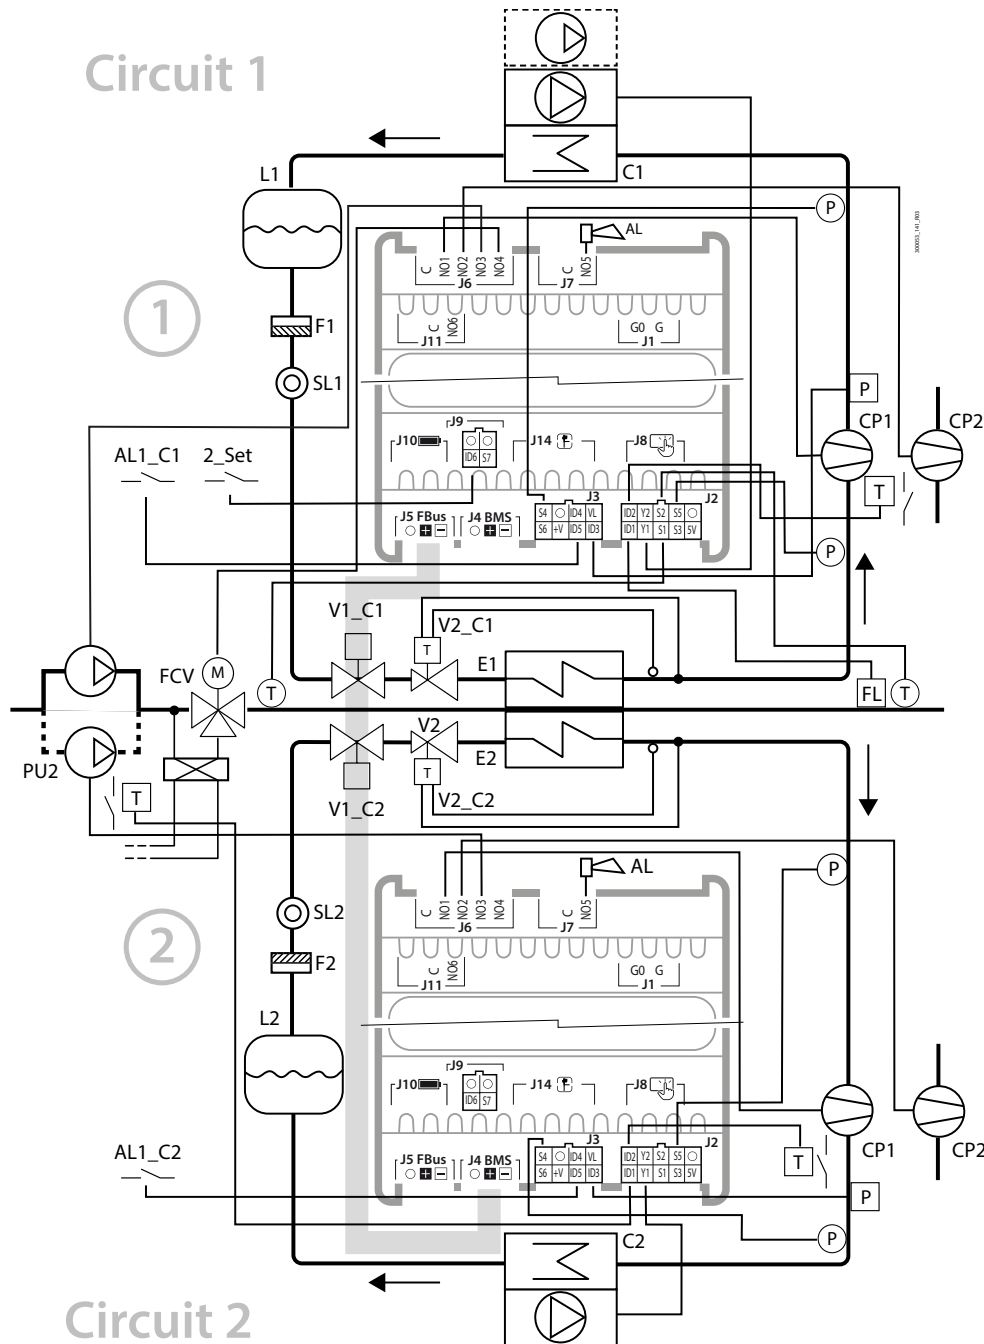 Circuit 1
C1
L1
P
300053_141_R03
AL
C NO1 NO2 NO3 NO4
J6
C NO5
J7
1
F1
C NO6
J11
G0 G
J1
SL1
P
CP1
CP2
J9
J10
ID6 S7
J14
J8
AL1_C1
2_Set
T
J3
J2
S4 ID4 VL
S6 +V ID5 ID3
ID2 Y2 S2 S5
ID1 Y1 S1 S3 5V
J5 FBus
J4 BMS
P
V1_C1
V2_C1
T
E1
FCV
M
T
FL
T
V2
E2
PU2
T
T
V1_C2
V2_C2
P
AL
C NO1 NO2 NO3 NO4
J6
C NO5
J7
SL2
2
F2
C NO6
J11
G0 G
J1
L2
J9
J10
ID6 S7
J14
J8
CP1
CP2
AL1_C2
T
J3
J2
S4 ID4 VL
S6 +V ID5 ID3
ID2 Y2 S2 S5
ID1 Y1 S1 S3 5V
J5 FBus
J4 BMS
P
C2
P
Circuit 2